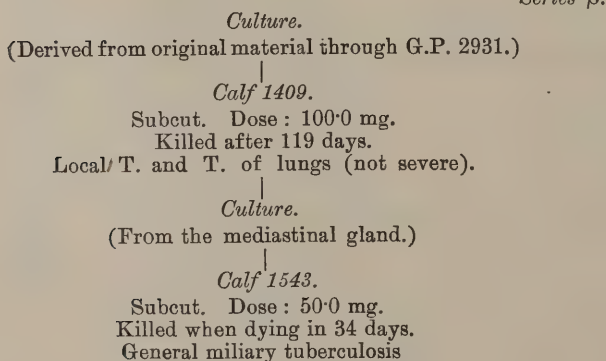 Series β.
Culture.
(Derived from original material through G.P. 2931.)
Calf 1409.
Subcut. Dose : 100·0 mg.
Killed after 119 days.
Local T. and T. of lungs (not severe).
Culture.
(From the mediastinal gland.)
Calf 1543.
Subcut. Dose : 50·0 mg.
Killed when dying in 34 days.
General miliary tuberculosis